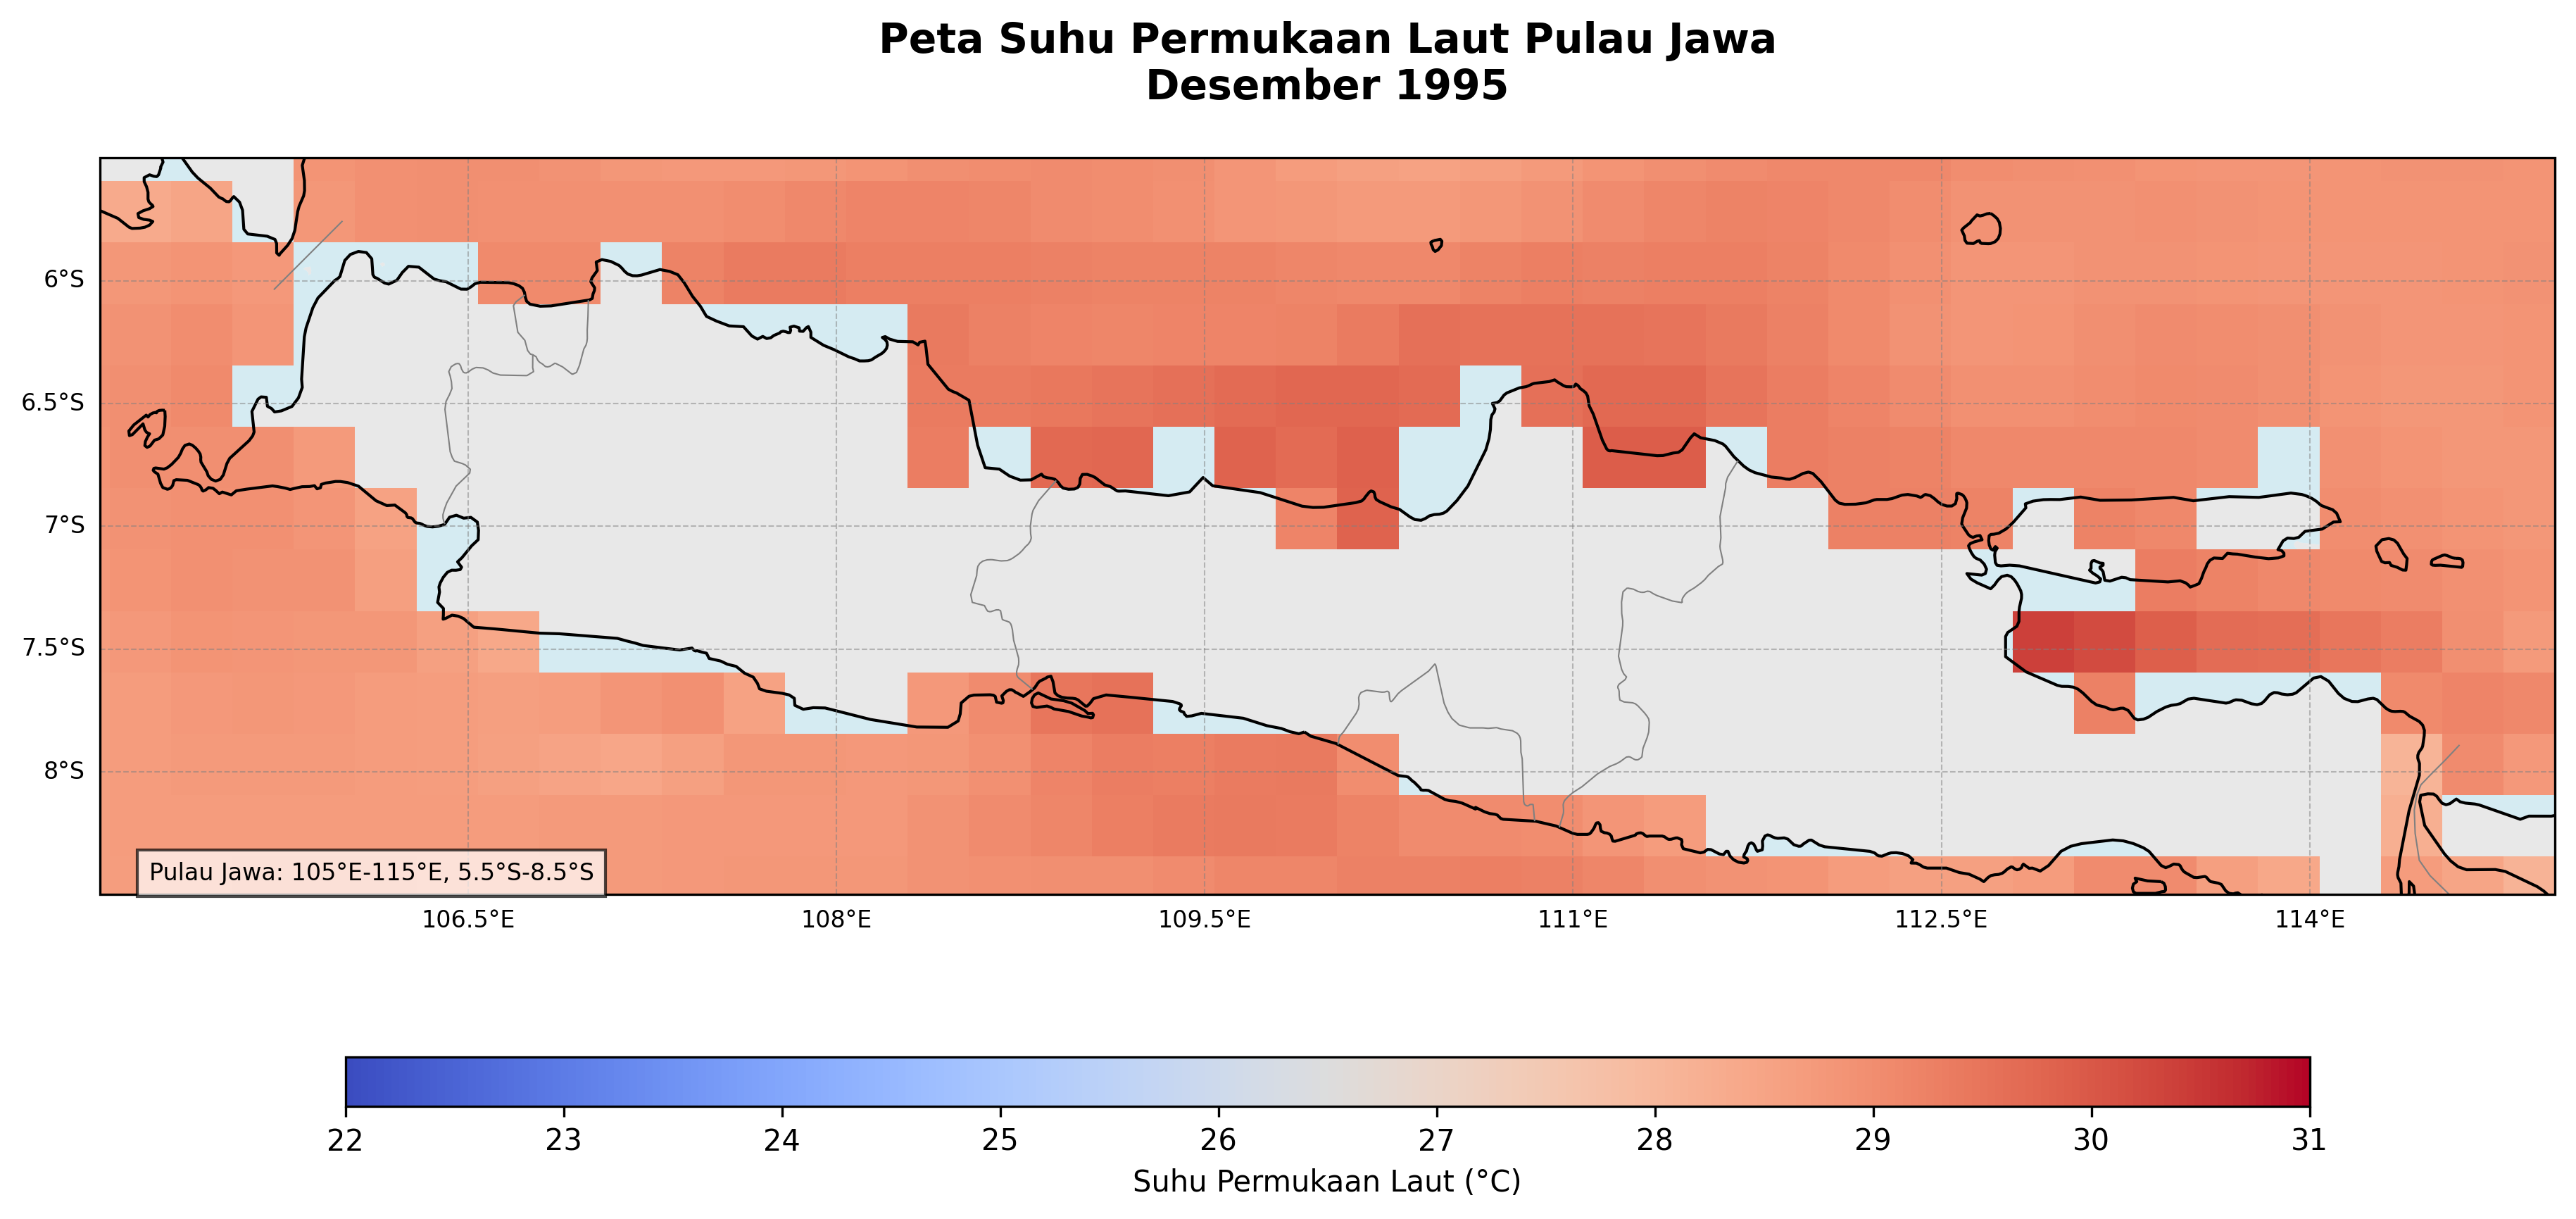 Peta Suhu Permukaan Laut Pulau Jawa
Desember 1995
6°S
6.5°S
7°S
7.5°S
8°S
Pulau Jawa: 105°E-115°E, 5.5°S-8.5°S
106.5°E 108°E 109.5°E 111°E 112.5°E 114°E
22 23 24 25 26 27 28 29 30 31
Suhu Permukaan Laut (°C)